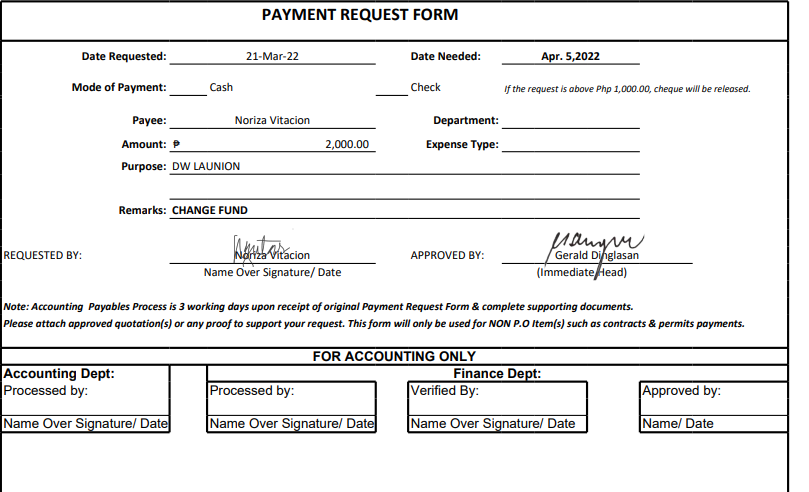 PAYMENT REQUEST FORM
Date Requested: 21-Mar-22 Date Needed: Apr. 5,2022
Mode of Payment: Cash Check If the request is above Php 1,000.00, cheque will be released.
Payee: Noriza Vitacion Department:
Amount: ₱ 2,000.00 Expense Type:
Purpose: DW LAUNION
Remarks: CHANGE FUND
REQUESTED BY: Noriza Vitacion APPROVED BY: Gerald Dinglasan
Name Over Signature/ Date (Immediate Head)
Note: Accounting Payables Process is 3 working days upon receipt of original Payment Request Form & complete supporting documents.
Please attach approved quotation(s) or any proof to support your request. This form will only be used for NON P.O Item(s) such as contracts & permits payments.
FOR ACCOUNTING ONLY
Accounting Dept: Finance Dept:
Processed by: Processed by: Verified By: Approved by:
Name Over Signature/ Date Name Over Signature/ Date Name Over Signature/ Date Name/ Date